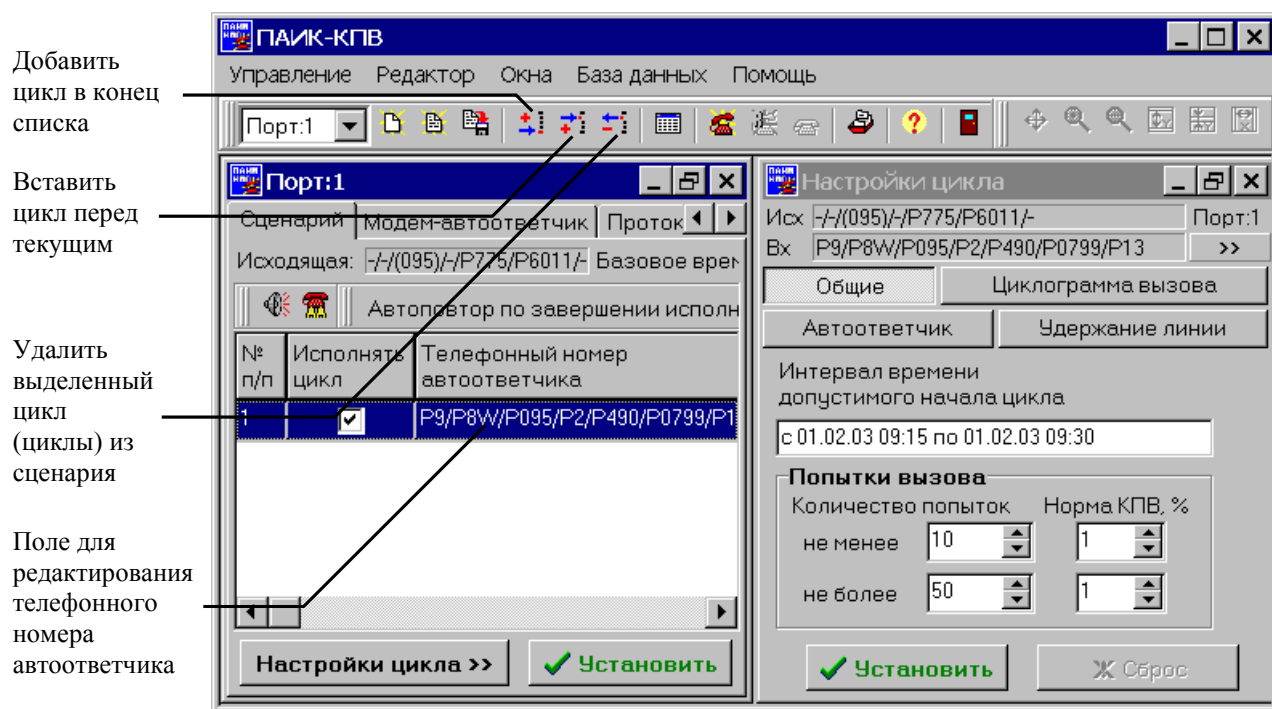 Добавить
цикл в конец
списка
Вставить
цикл перед
текущим
Удалить
выделенный
цикл
(циклы) из
сценария
Поле для
редактирования
телефонного
номера
автоответчика
ПАИК-КПВ
Управление Редактор Окна База данных Помощь
Порт:1
Порт:1
Сценарий Модем-автоответчик Проток
Исходящая: -/-/(095)/-/P775/P6011/- Базовое врем
Автоповтор по завершении исполн
№ п/п Исполнять цикл Телефонный номер автоответчика
1 P9/P8W/P095/P2/P490/P0799/P1
Настройки цикла >> Установить
Настройки цикла
Исх -/-/(095)/-/P775/P6011/- Порт:1
Вх P9/P8W/P095/P2/P490/P0799/P13 >>
Общие Циклограмма вызова
Автоответчик Удержание линии
Интервал времени
допустимого начала цикла
с 01.02.03 09:15 по 01.02.03 09:30
Попытки вызова
Количество попыток Норма КПВ, %
не менее 10 1
не более 50 1
Установить Сброс